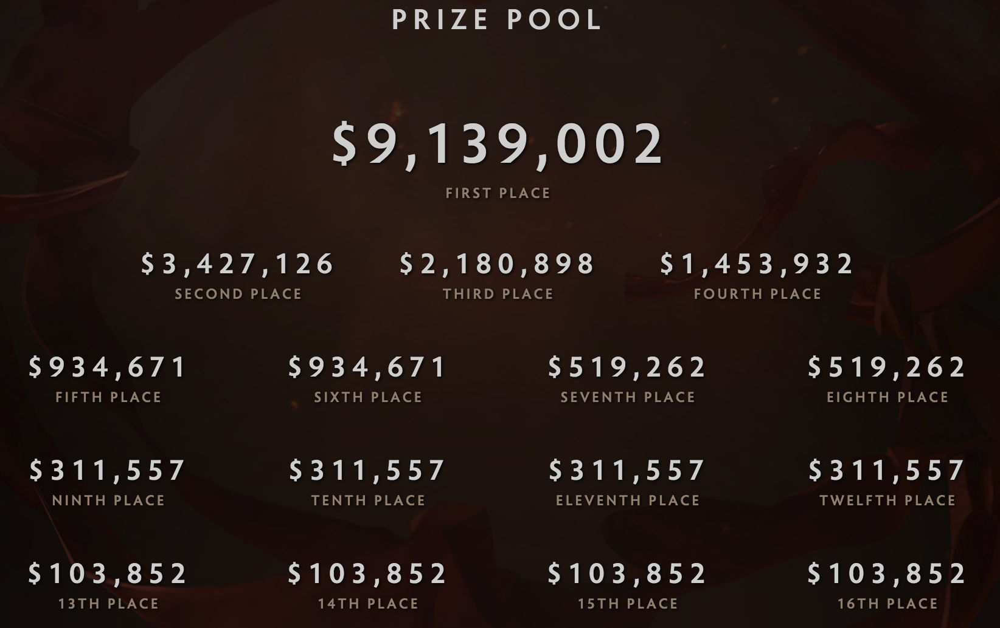 PRIZE POOL
$9,139,002
FIRST PLACE
$3,427,126 $2,180,898 $1,453,932
SECOND PLACE THIRD PLACE FOURTH PLACE
$934,671 $934,671 $519,262 $519,262
FIFTH PLACE SIXTH PLACE SEVENTH PLACE EIGHTH PLACE
$311,557 $311,557 $311,557 $311,557
NINTH PLACE TENTH PLACE ELEVENTH PLACE TWELFTH PLACE
$103,852 $103,852 $103,852 $103,852
13TH PLACE 14TH PLACE 15TH PLACE 16TH PLACE